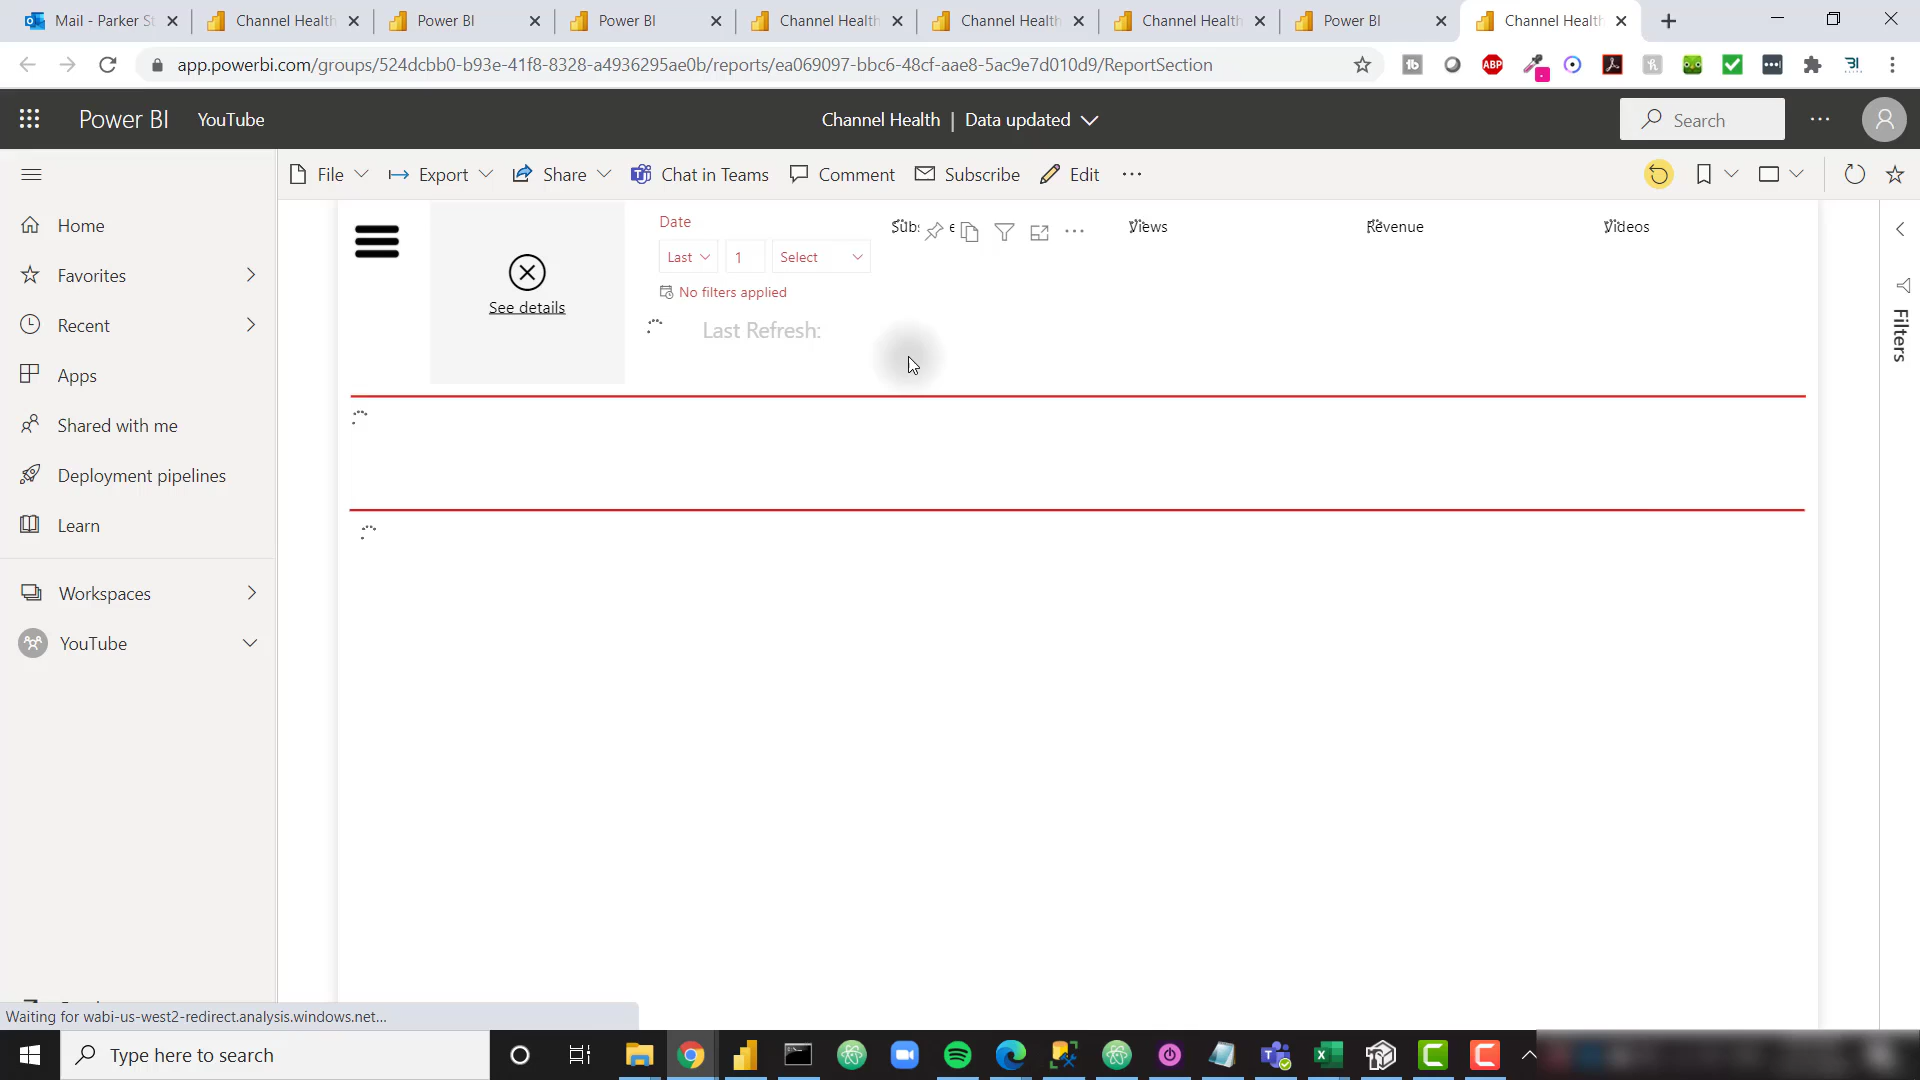 Mail - Parker St
Channel Health
Power BI
Power BI
Channel Health
Channel Health
Channel Health
Power BI
Channel Health
app.powerbi.com/groups/524dcbb0-b93e-41f8-8328-a4936295ae0b/reports/ea069097-bbc6-48cf-aae8-5ac9e7d010d9/ReportSection
Power BI YouTube
Channel Health | Data updated
Search
File Export Share Chat in Teams Comment Subscribe Edit
Home
Favorites
Recent
Apps
Shared with me
Deployment pipelines
Learn
Workspaces
YouTube
See details
Date
Last 1 Select
No filters applied
Last Refresh:
Views
Revenue
Videos
Filters
Waiting for wabi-us-west2-redirect.analysis.windows.net...
Type here to search